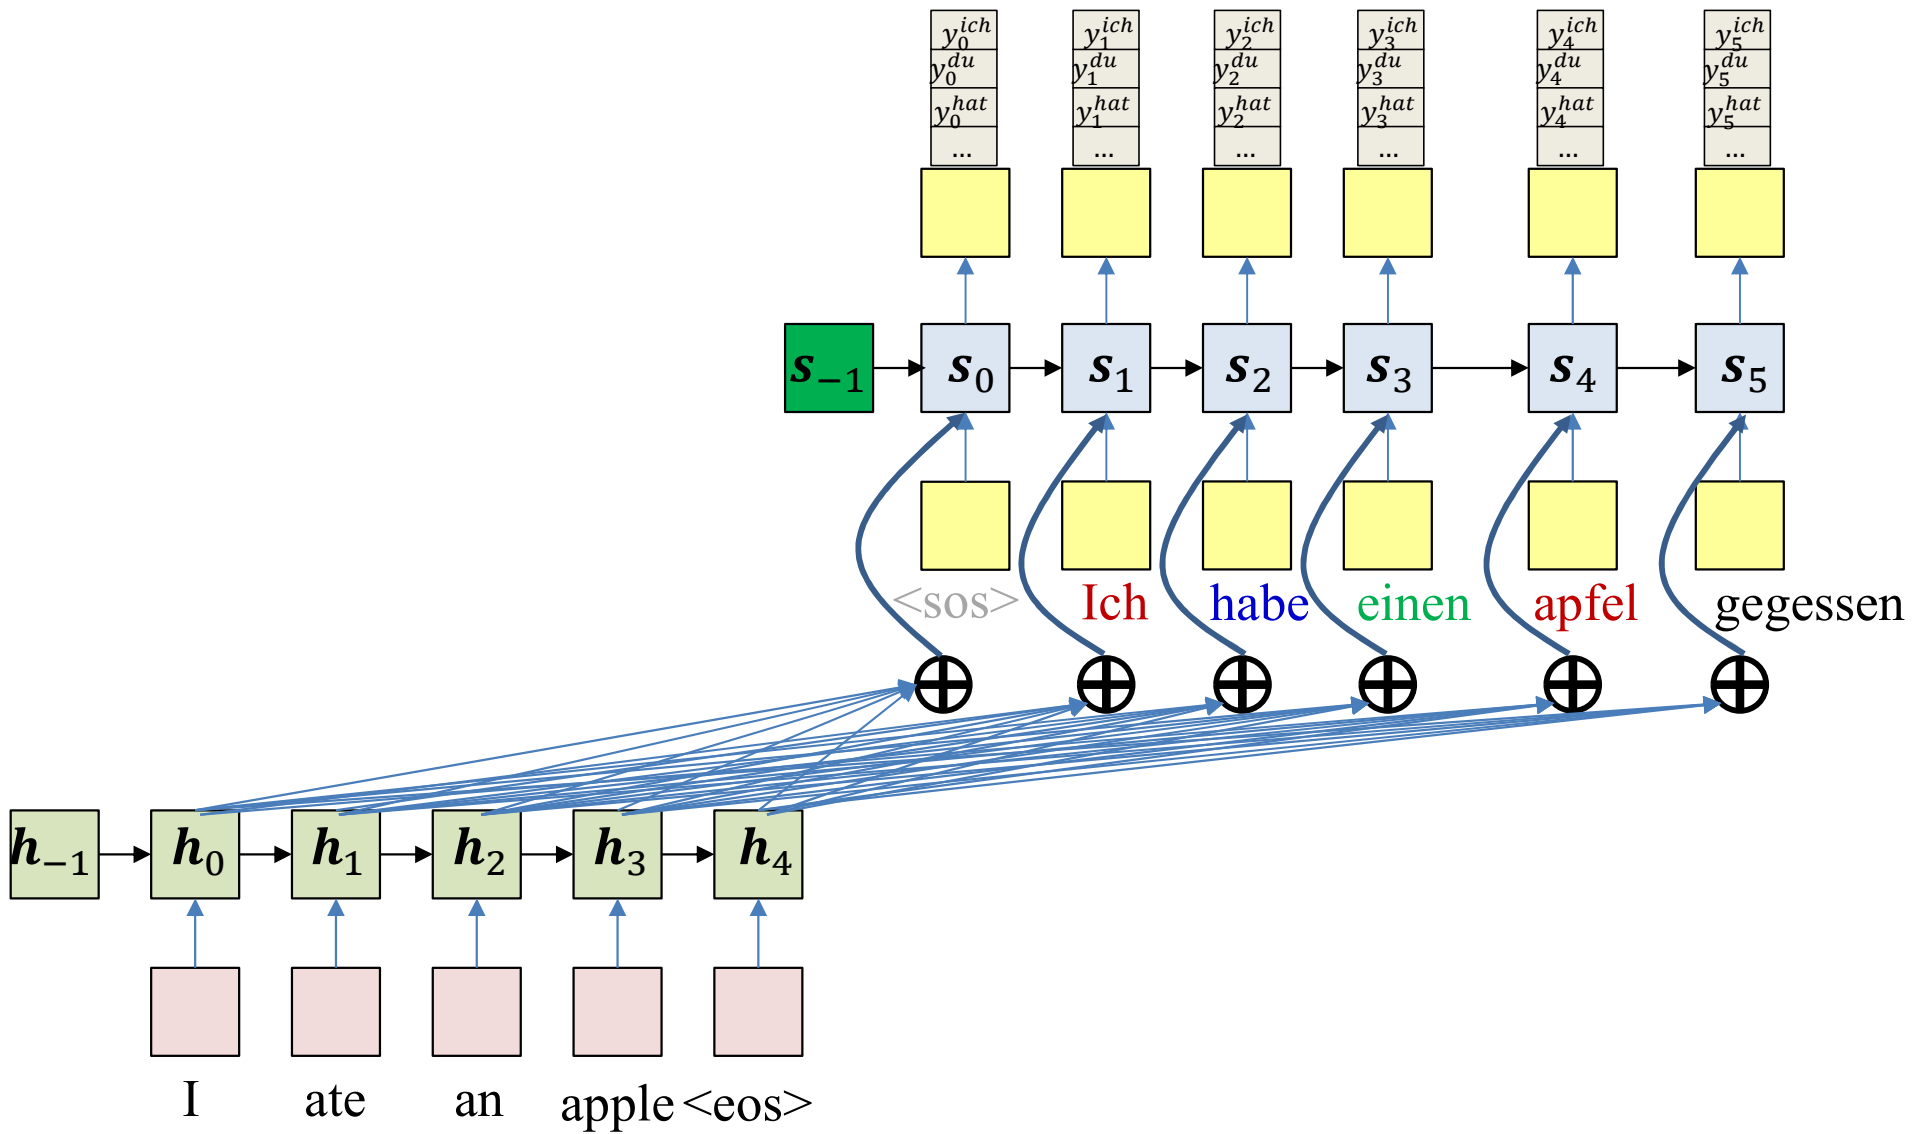 y_0^{ich} y_1^{ich} y_2^{ich} y_3^{ich} y_4^{ich} y_5^{ich}
y_0^{du} y_1^{du} y_2^{du} y_3^{du} y_4^{du} y_5^{du}
y_0^{hat} y_1^{hat} y_2^{hat} y_3^{hat} y_4^{hat} y_5^{hat}
... ... ... ... ... ...
s_{−1} s_0 s_1 s_2 s_3 s_4 s_5
<sos> Ich habe einen apfel gegessen
h_{−1} h_0 h_1 h_2 h_3 h_4
I ate an apple <eos>